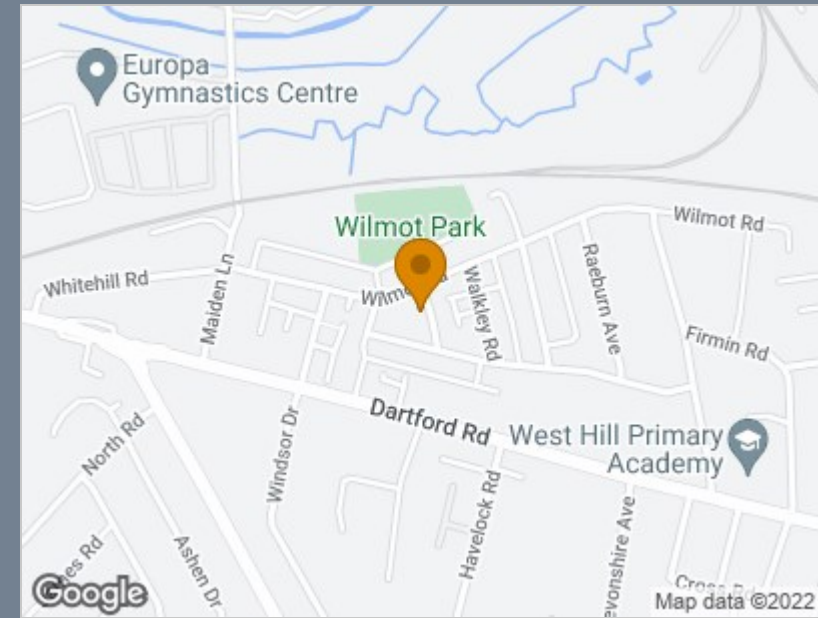 Europa
Gymnastics Centre
Wilmot Park
Wilmot Rd
Whitehill Rd
Maiden Ln
Walkley Rd
Raeburn Ave
Firmin Rd
Dartford Rd
West Hill Primary
Academy
North Rd
Windsor Dr
Havelock Rd
Ashen Dr
Google
Map data ©2022